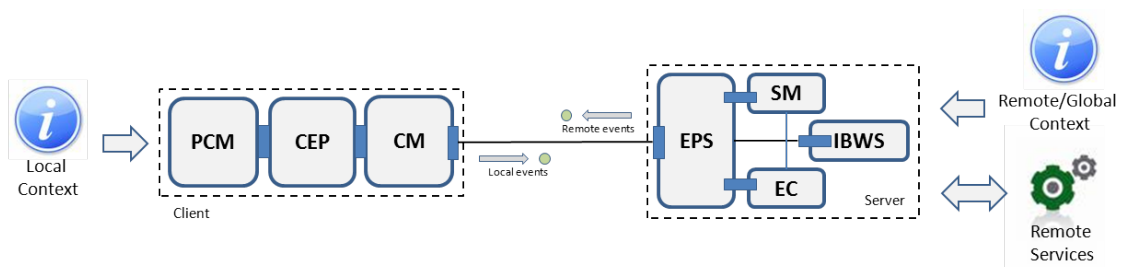 Local
Context
PCM
CEP
CM
Client
Remote events
Local events
EPS
SM
IBWS
EC
Server
Remote/Global
Context
Remote
Services